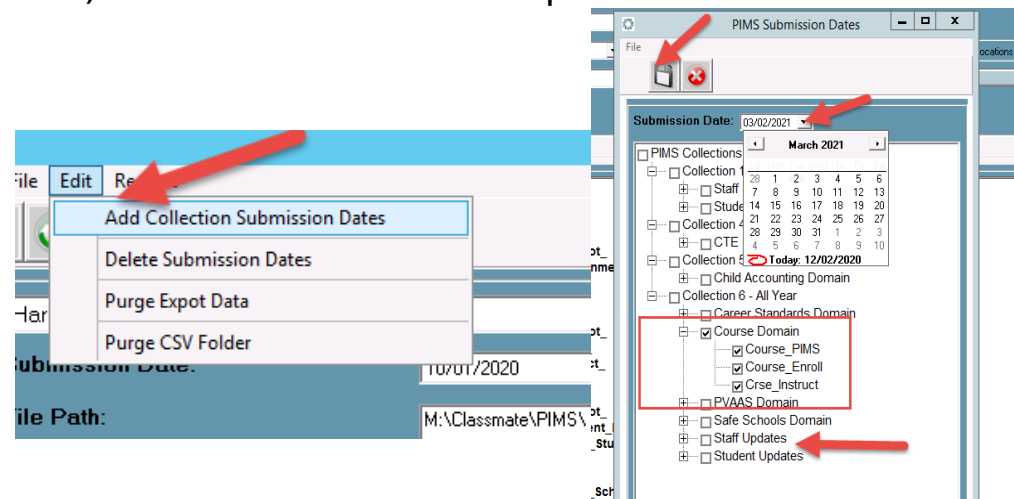 File Edit
Add Collection Submission Dates
Delete Submission Dates
Purge Expot Data
Purge CSV Folder
Har
Submission Date: 10/01/2020
File Path: M:\Classmate\PIMS\
PIMS Submission Dates
File
ocations
Submission Date: 03/02/2021
March 2021
28 1 2 3 4 5 6
7 8 9 10 11 12 13
14 15 16 17 18 19 20
21 22 23 24 25 26 27
28 29 30 31 1 2 3
4 5 6 7 8 9 10
Today: 12/02/2020
PIMS Collections
Collection 1
Staff
Stude
Collection 4
CTE
Collection 5
Child Accounting Domain
Collection 6 - All Year
Career Standards Domain
Course Domain
Course_PIMS
Course_Enroll
Crse_Instruct
PVAAS Domain
Safe Schools Domain
Staff Updates
Student Updates